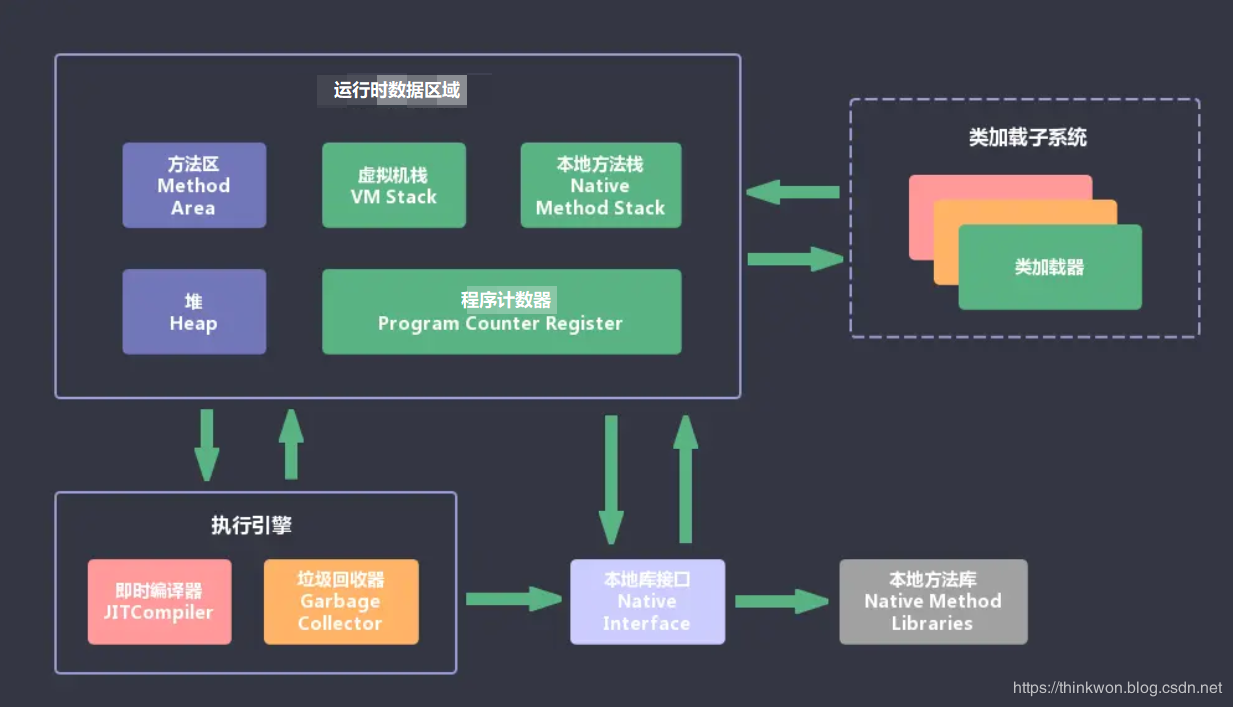 运行时数据区域
方法区
Method
Area
虚拟机栈
VM Stack
本地方法栈
Native
Method Stack
堆
Heap
程序计数器
Program Counter Register
类加载子系统
类加载器
执行引擎
即时编译器
JITCompiler
垃圾回收器
Garbage
Collector
本地库接口
Native
Interface
本地方法库
Native Method
Libraries
https://thinkwon.blog.csdn.net